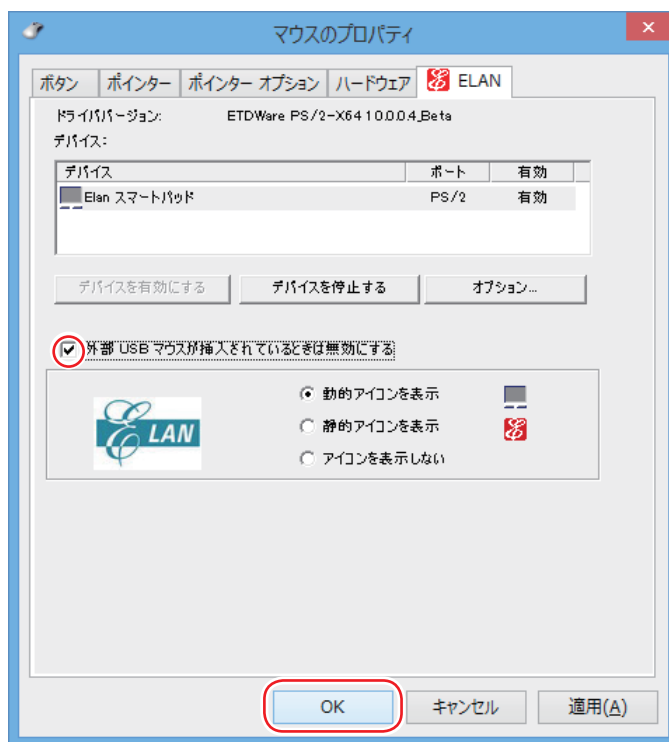 マウスのプロパティ
ボタン ポインター ポインター オプション ハードウェア ELAN
ドライババージョン: ETDWare PS/2-X64 10.0.0.4_Beta
デバイス:
デバイス ポート 有効
Elan スマートパッド PS/2 有効
デバイスを有効にする デバイスを停止する オプション...
外部 USB マウスが挿入されているときは無効にする
動的アイコンを表示
ELAN 静的アイコンを表示
アイコンを表示しない
OK キャンセル 適用(A)